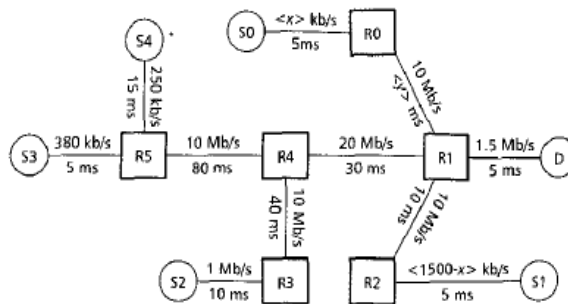 S4
S0
<x> kb/s
5ms
R0
250 kb/s
15 ms
10 Mb/s
<y> ms
S3
380 kb/s
5 ms
R5
10 Mb/s
80 ms
R4
20 Mb/s
30 ms
R1
1.5 Mb/s
5 ms
D
10 Mb/s
40 ms
10 Mb/s
10 ms
S2
1 Mb/s
10 ms
R3
R2
<1500-x> kb/s
5 ms
S1